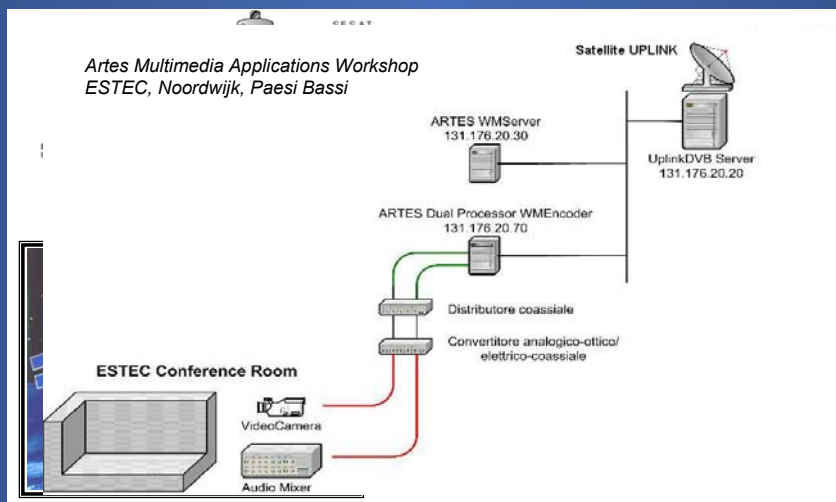 SESAT
Artes Multimedia Applications Workshop
ESTEC, Noordwijk, Paesi Bassi
Satellite UPLINK
ARTES WMServer
131.176.20.30
UplinkDVB Server
131.176.20.20
ARTES Dual Processor WMEncoder
131.176.20.70
Distributore coassiale
Convertitore analogico-ottico/
elettrico-coassiale
ESTEC Conference Room
VideoCamera
Audio Mixer